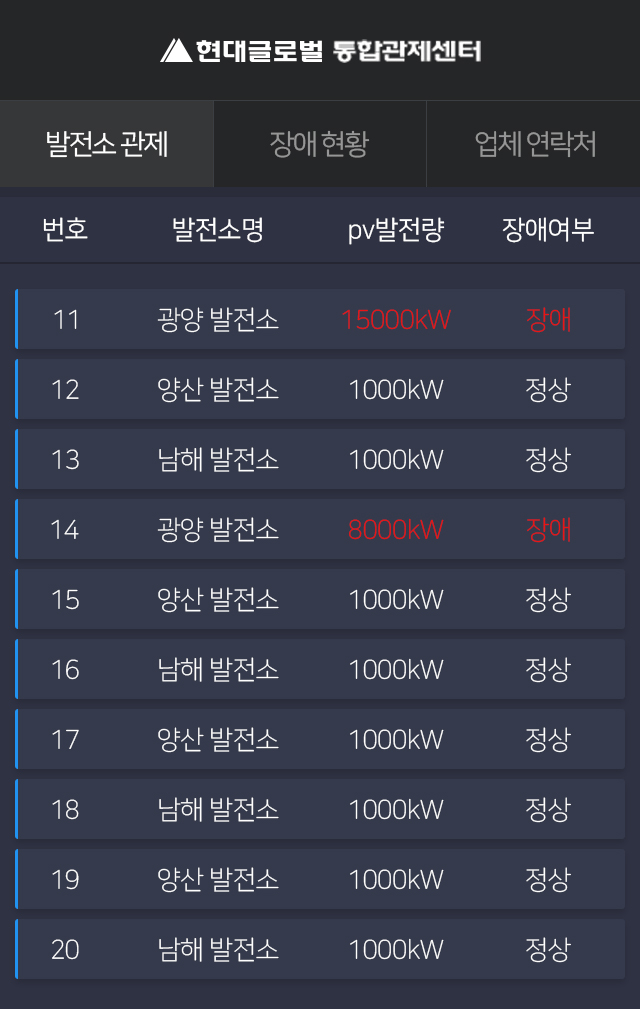 현대글로벌 통합관제센터
발전소 관제 장애 현황 업체 연락처
번호 발전소명 pv발전량 장애여부
11 광양 발전소 15000kW 장애
12 양산 발전소 1000kW 정상
13 남해 발전소 1000kW 정상
14 광양 발전소 8000kW 장애
15 양산 발전소 1000kW 정상
16 남해 발전소 1000kW 정상
17 양산 발전소 1000kW 정상
18 남해 발전소 1000kW 정상
19 양산 발전소 1000kW 정상
20 남해 발전소 1000kW 정상